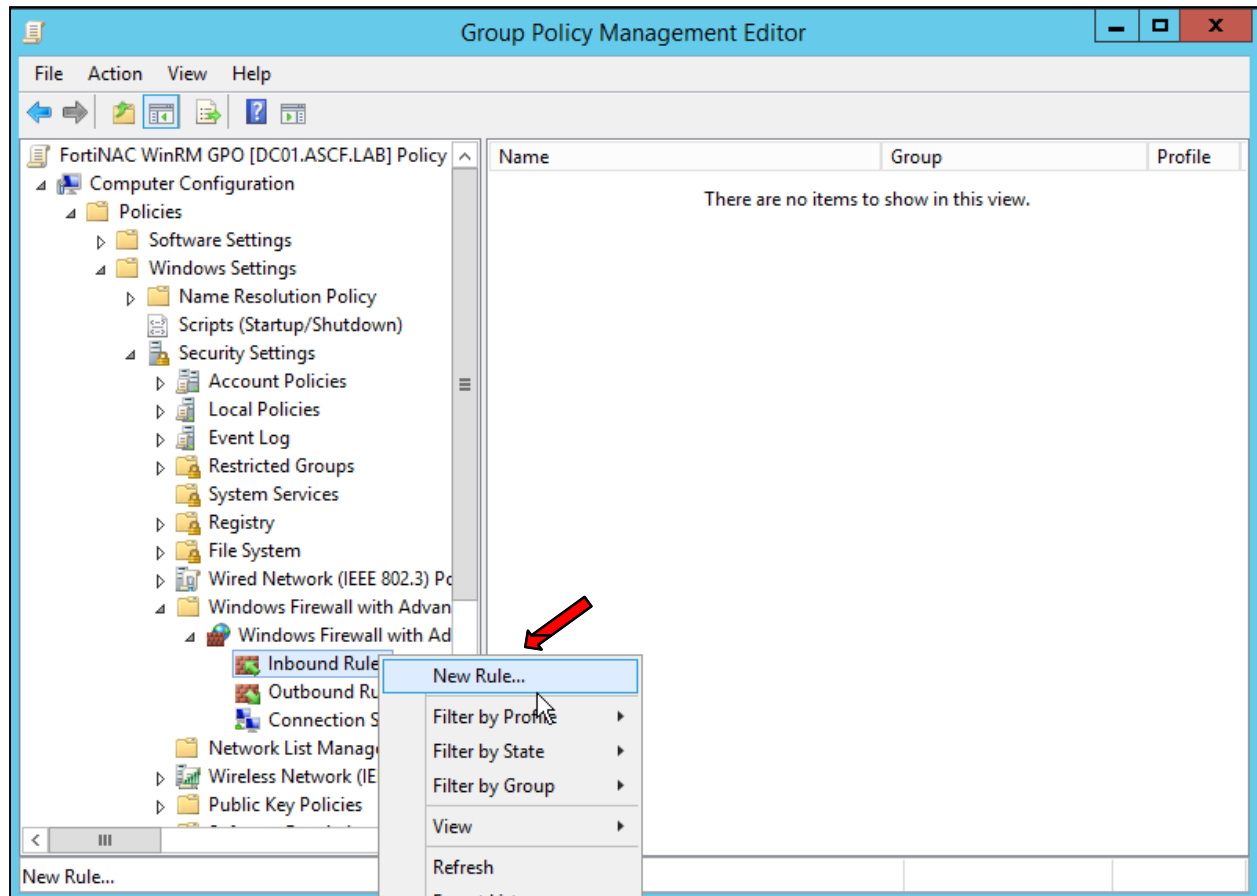 Group Policy Management Editor
File Action View Help
FortiNAC WinRM GPO [DC01.ASCF.LAB] Policy
Computer Configuration
Policies
Software Settings
Windows Settings
Name Resolution Policy
Scripts (Startup/Shutdown)
Security Settings
Account Policies
Local Policies
Event Log
Restricted Groups
System Services
Registry
File System
Wired Network (IEEE 802.3) Po
Windows Firewall with Advan
Windows Firewall with Ad
Inbound Rule
Outbound Ru
Connection S
Network List Manag
Wireless Network (IE
Public Key Policies
Name Group Profile
There are no items to show in this view.
New Rule...
Filter by Profile
Filter by State
Filter by Group
View
Refresh
New Rule...